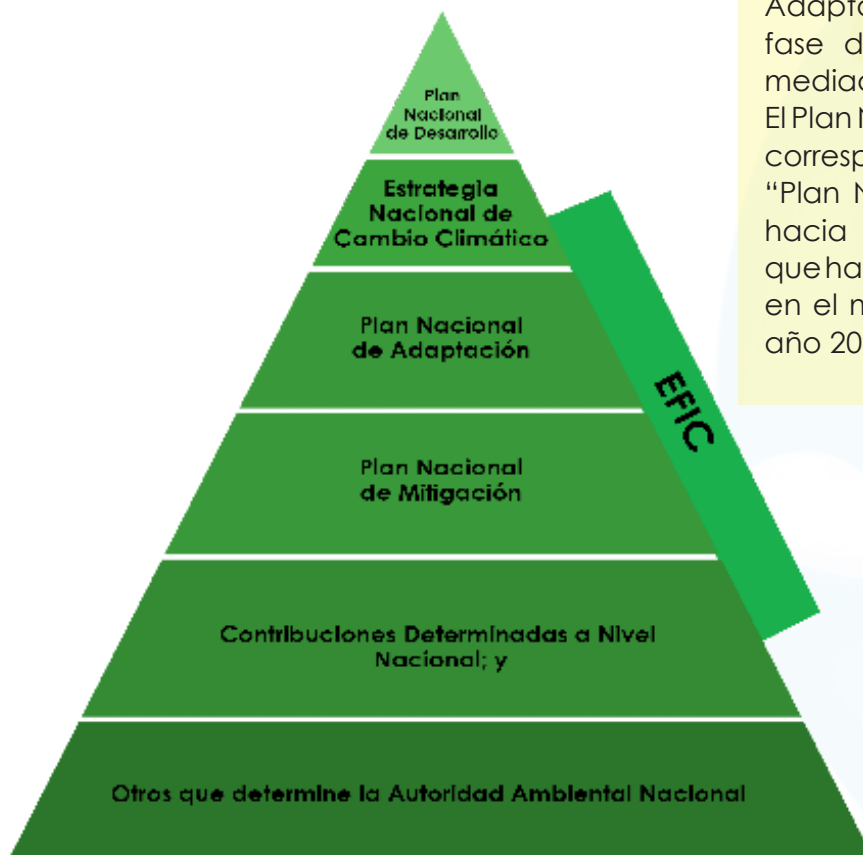 Plan
Nacional
de Desarrollo
Estrategia
Nacional de
Cambio Climático
Plan Nacional
de Adaptación
Plan Nacional
de Mitigación
Contribuciones Determinadas a Nivel
Nacional; y
Otros que determine la Autoridad Ambiental Nacional
EFIC
fase d
El Plan N
“Plan N
hacia
que ha
en el m
año 20